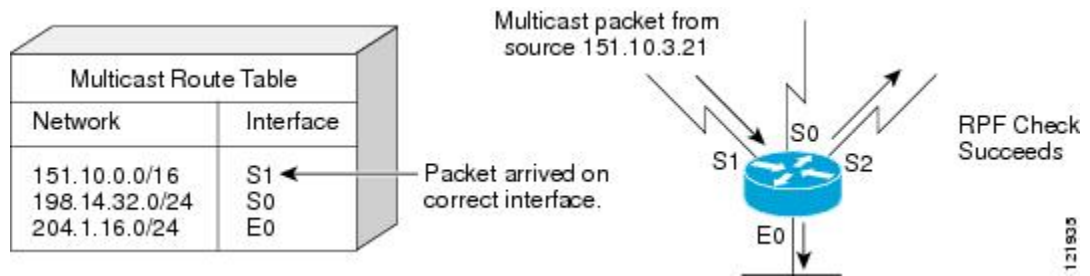 Multicast Route Table
Network Interface
151.10.0.0/16 S1
198.14.32.0/24 S0
204.1.16.0/24 E0
Packet arrived on
correct interface.
Multicast packet from
source 151.10.3.21
S0
S1
S2
E0
RPF Check
Succeeds
121935